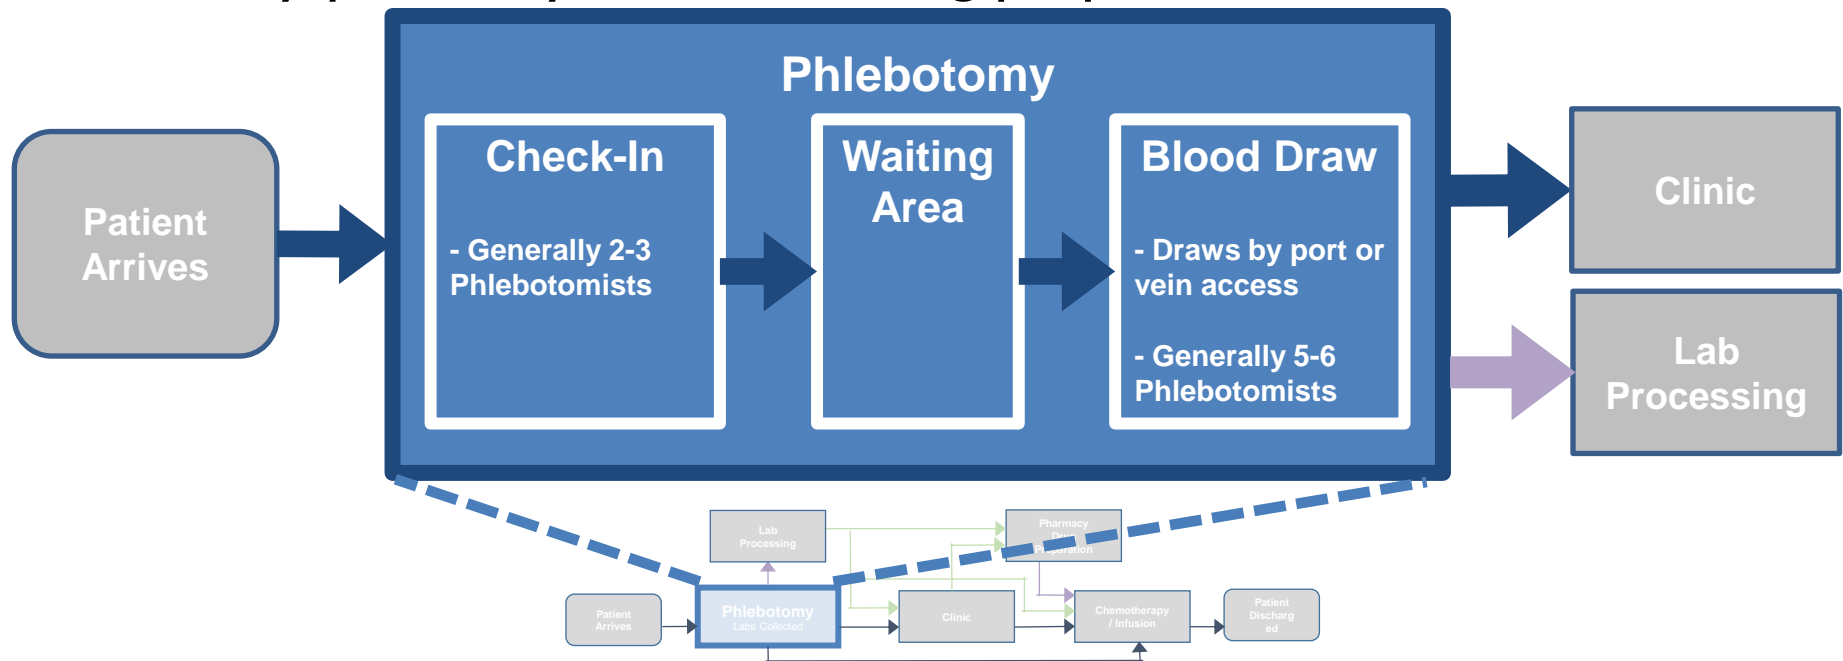 Phlebotomy
Patient
Arrives
Check-In
- Generally 2-3
Phlebotomists
Waiting
Area
Blood Draw
- Draws by port or
vein access
- Generally 5-6
Phlebotomists
Clinic
Lab
Processing
Lab
Processing
Pharmacy
Drug
Preparation
Patient
Arrives
Phlebotomy
Labs Collected
Clinic
Chemotherapy
/ Infusion
Patient
Discharg
ed